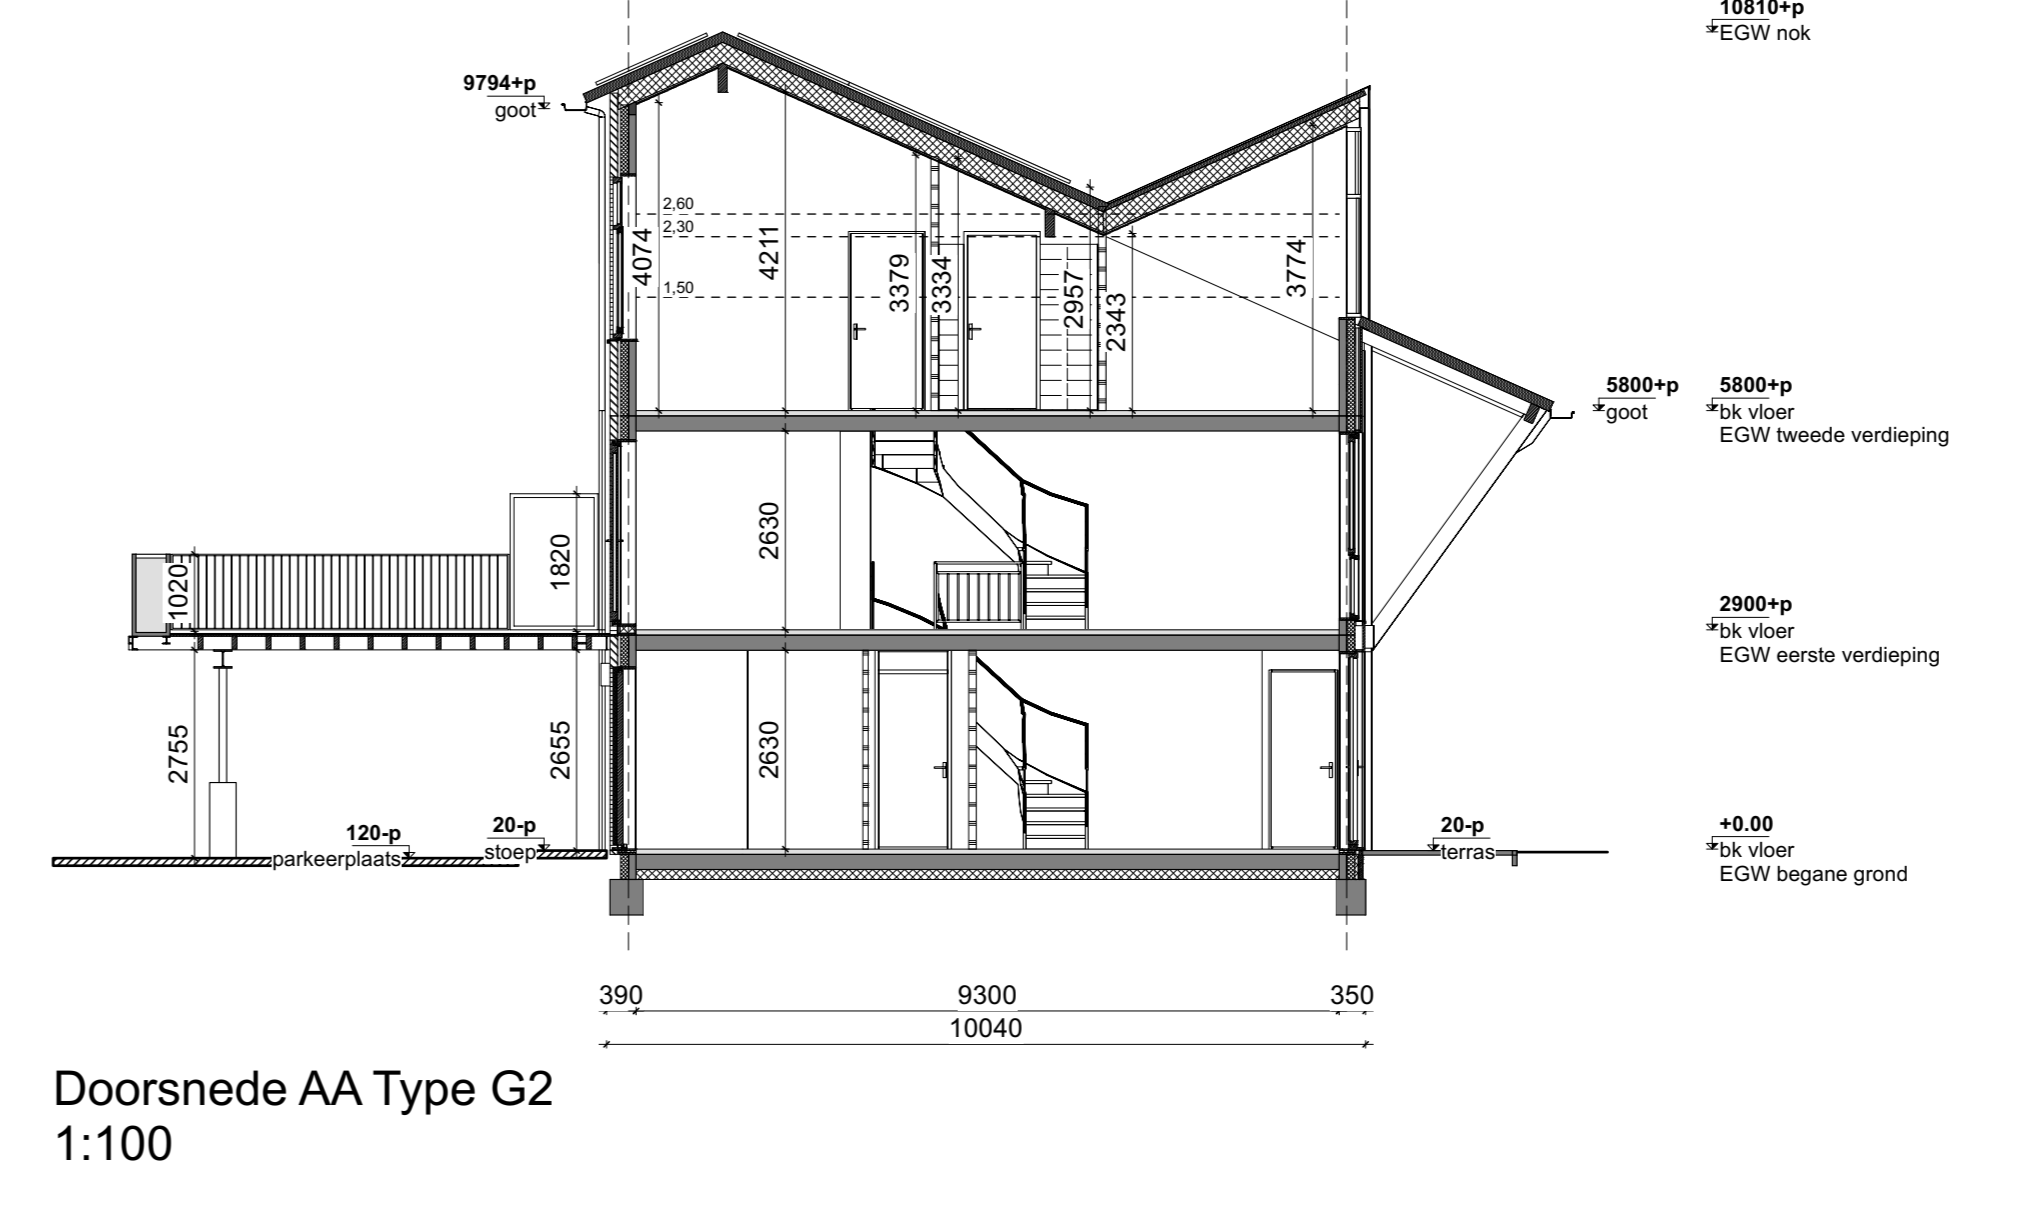 10810+p
EGW nok
9794+p
goot
2,60
2,30
1,50
4074
4211
3379
3334
2957
2343
3774
5800+p
goot
5800+p
bk vloer
EGW tweede verdieping
1020
1820
2630
2900+p
bk vloer
EGW eerste verdieping
2755
2655
2630
120-p
parkeerplaats
20-p
stoep
20-p
terras
+0.00
bk vloer
EGW begane grond
390
9300
350
10040
Doorsnede AA Type G2
1:100